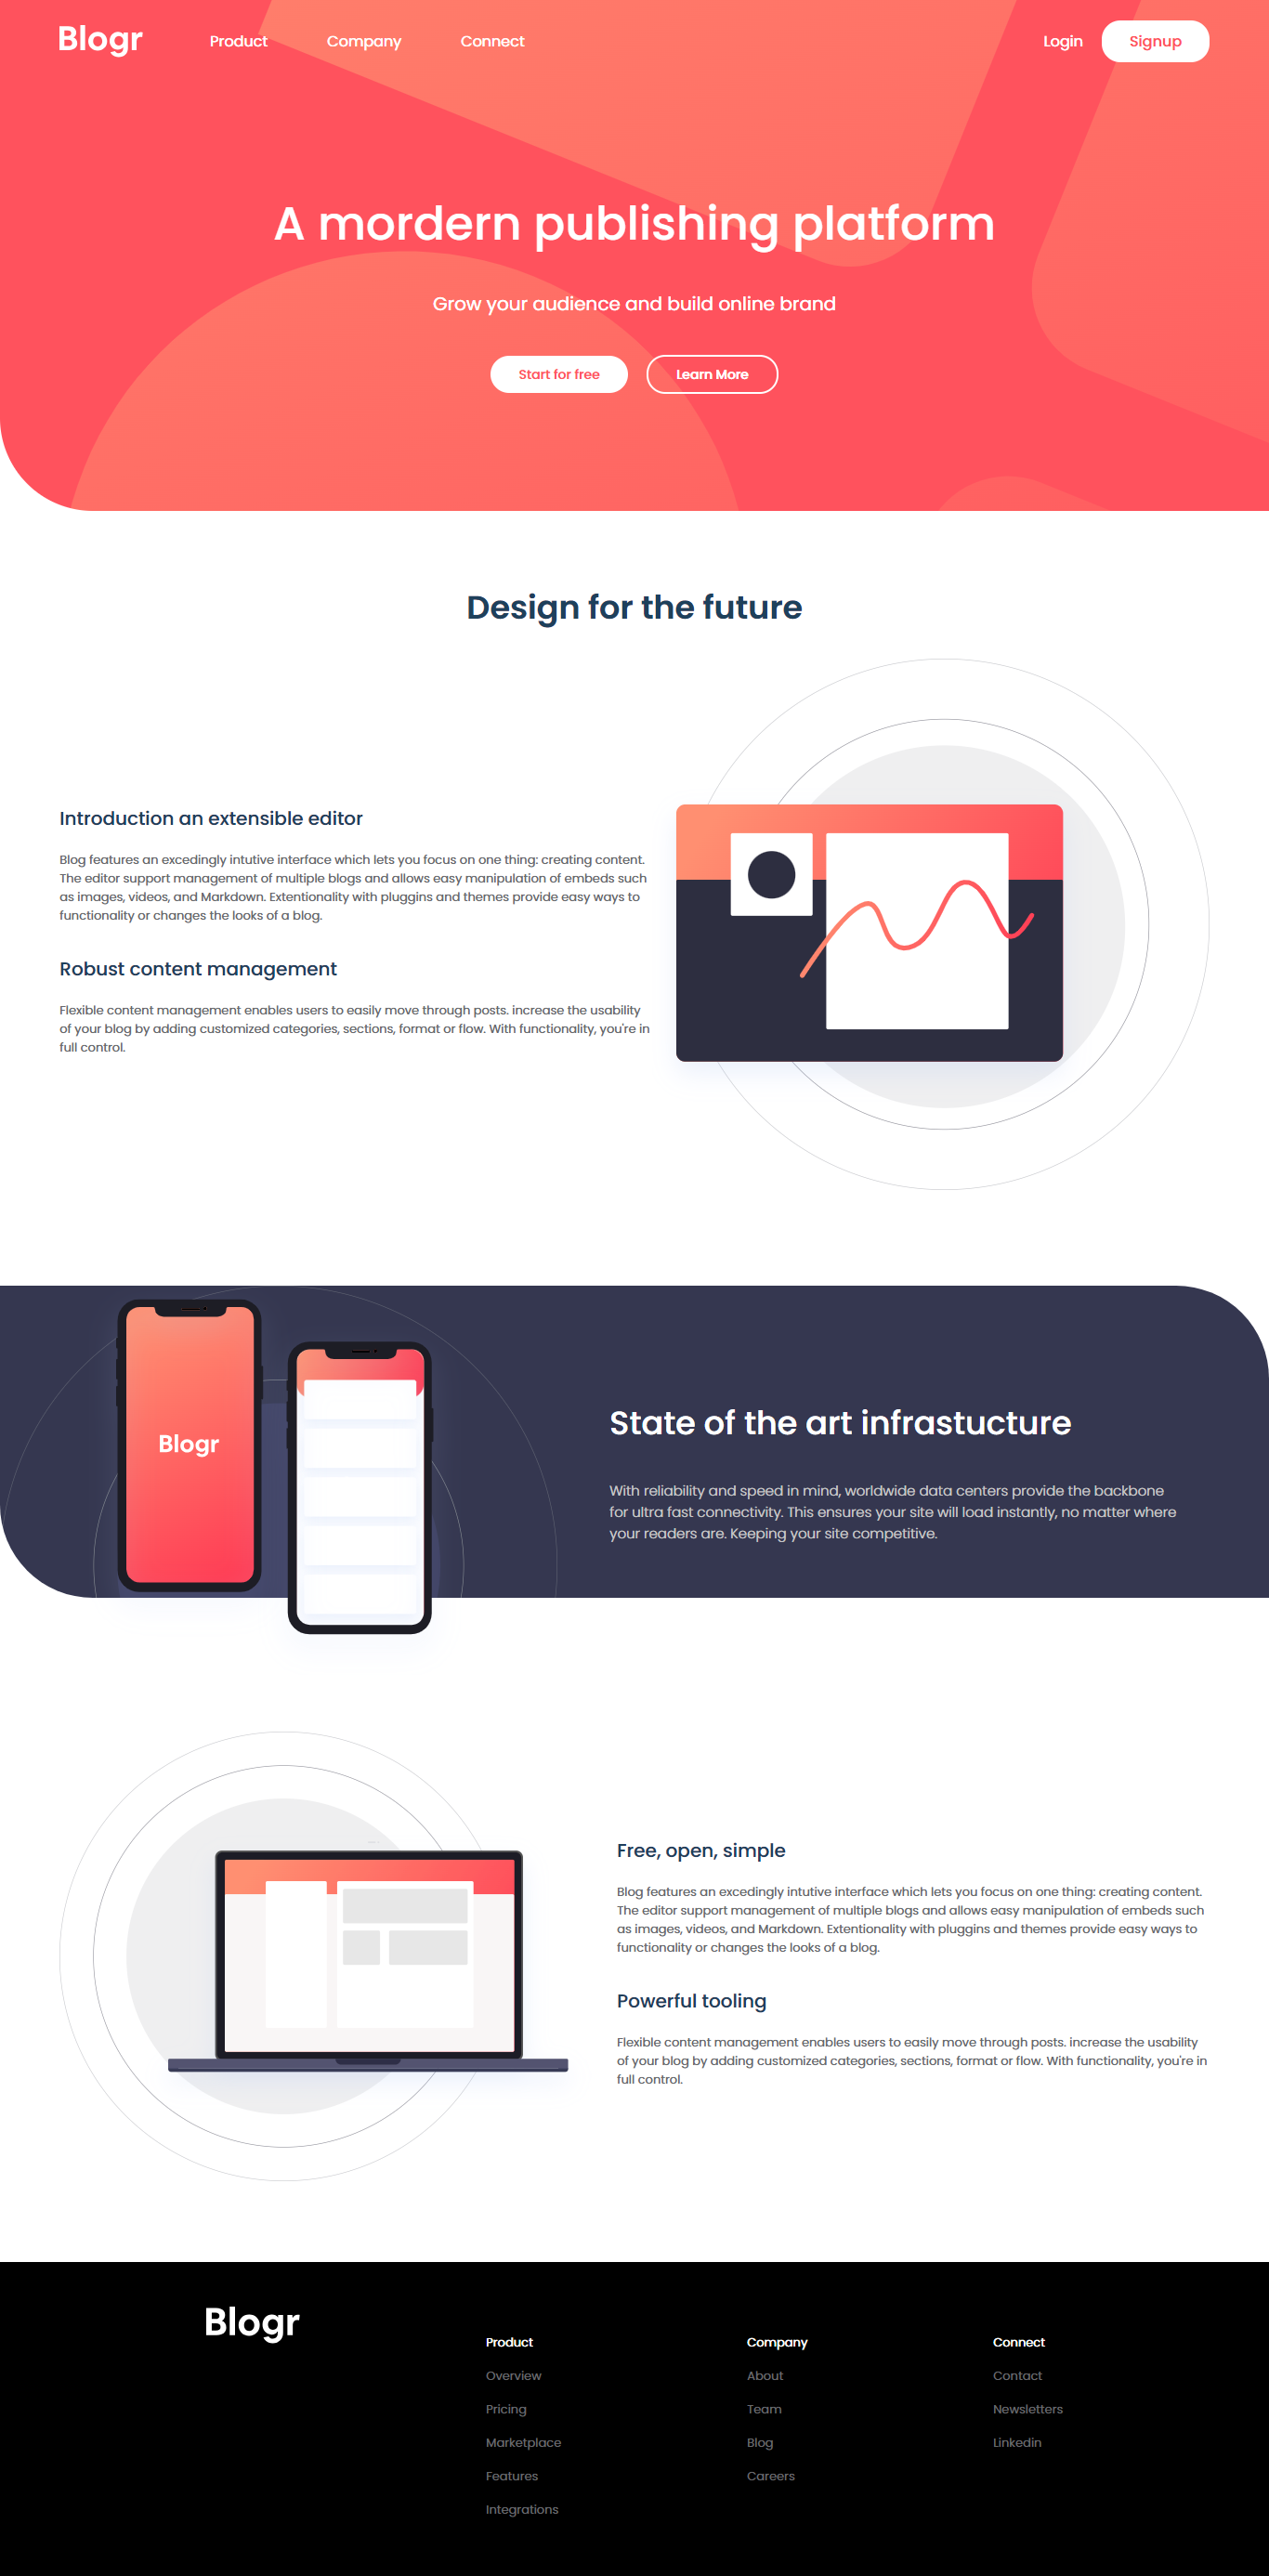 Blogr
Product
Company
Connect
Login
Signup
A mordern publishing platform
Grow your audience and build online brand
Start for free
Learn More
Design for the future
Introduction an extensible editor
Blog features an excedingly intutive interface which lets you focus on one thing: creating content.
The editor support management of multiple blogs and allows easy manipulation of embeds such
as images, videos, and Markdown. Extentionality with pluggins and themes provide easy ways to
functionality or changes the looks of a blog.
Robust content management
Flexible content management enables users to easily move through posts. increase the usability
of your blog by adding customized categories, sections, format or flow. With functionality, you're in
full control.
Blogr
State of the art infrastucture
With reliability and speed in mind, worldwide data centers provide the backbone
for ultra fast connectivity. This ensures your site will load instantly, no matter where
your readers are. Keeping your site competitive.
Free, open, simple
Blog features an excedingly intutive interface which lets you focus on one thing: creating content.
The editor support management of multiple blogs and allows easy manipulation of embeds such
as images, videos, and Markdown. Extentionality with pluggins and themes provide easy ways to
functionality or changes the looks of a blog.
Powerful tooling
Flexible content management enables users to easily move through posts. increase the usability
of your blog by adding customized categories, sections, format or flow. With functionality, you're in
full control.
Blogr
Product
Overview
Pricing
Marketplace
Features
Integrations
Company
About
Team
Blog
Careers
Connect
Contact
Newsletters
Linkedin